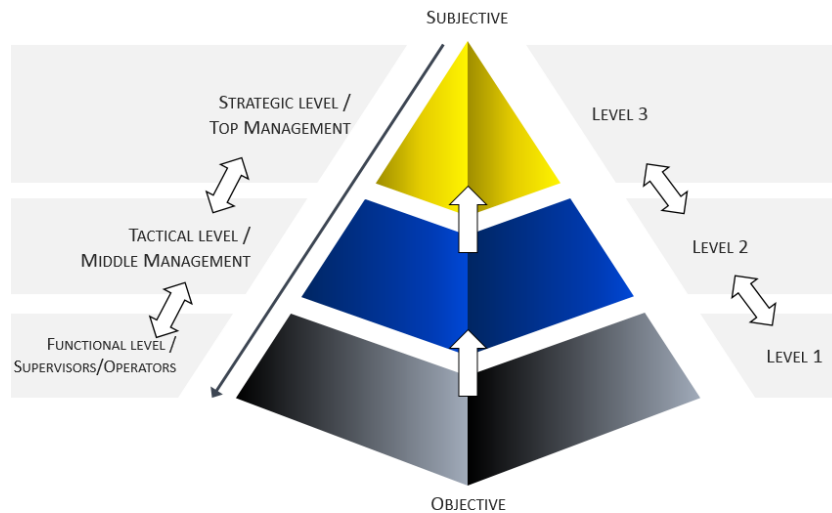 SUBJECTIVE
STRATEGIC LEVEL /
TOP MANAGEMENT
LEVEL 3
TACTICAL LEVEL /
MIDDLE MANAGEMENT
LEVEL 2
FUNCTIONAL LEVEL /
SUPERVISORS/OPERATORS
LEVEL 1
OBJECTIVE